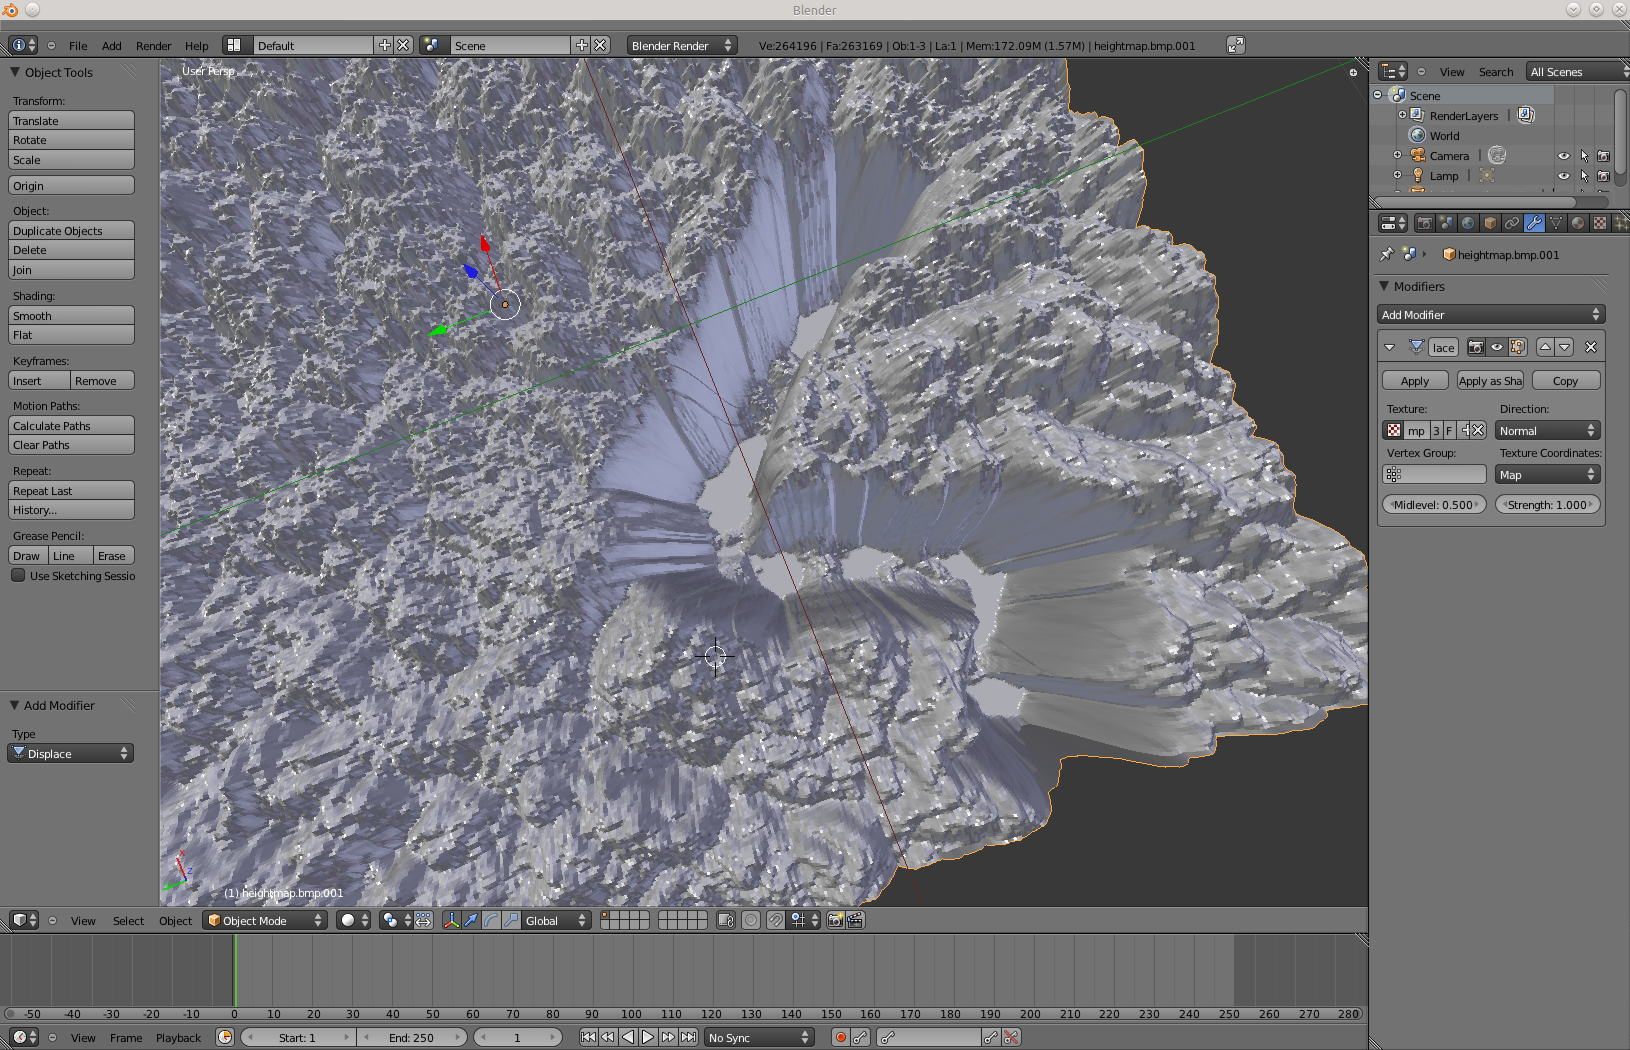 Blender
File Add Render Help Default Scene Blender Render Ve:264196 | Fa:263169 | Ob:1-3 | La:1 | Mem:172.09M (1.57M) | heightmap.bmp.001
Object Tools
Transform:
Translate
Rotate
Scale
Origin
Object:
Duplicate Objects
Delete
Join
Shading:
Smooth
Flat
Keyframes:
Insert Remove
Motion Paths:
Calculate Paths
Clear Paths
Repeat:
Repeat Last
History...
Grease Pencil:
Draw Line Erase
Use Sketching Sessio
Add Modifier
Type
Displace
User Persp
x
z
(1) heightmap.bmp.001
View Select Object Object Mode Global
View Search All Scenes
Scene
RenderLayers
World
Camera
Lamp
heightmap.bmp.001
Modifiers
Add Modifier
lace
Apply Apply as Sha Copy
Texture: Direction:
mp 3 F Normal
Vertex Group: Texture Coordinates:
Map
Midlevel: 0.500 Strength: 1.000
-50 -40 -30 -20 -10 0 10 20 30 40 50 60 70 80 90 100 110 120 130 140 150 160 170 180 190 200 210 220 230 240 250 260 270 280
View Frame Playback Start: 1 End: 250 1 No Sync